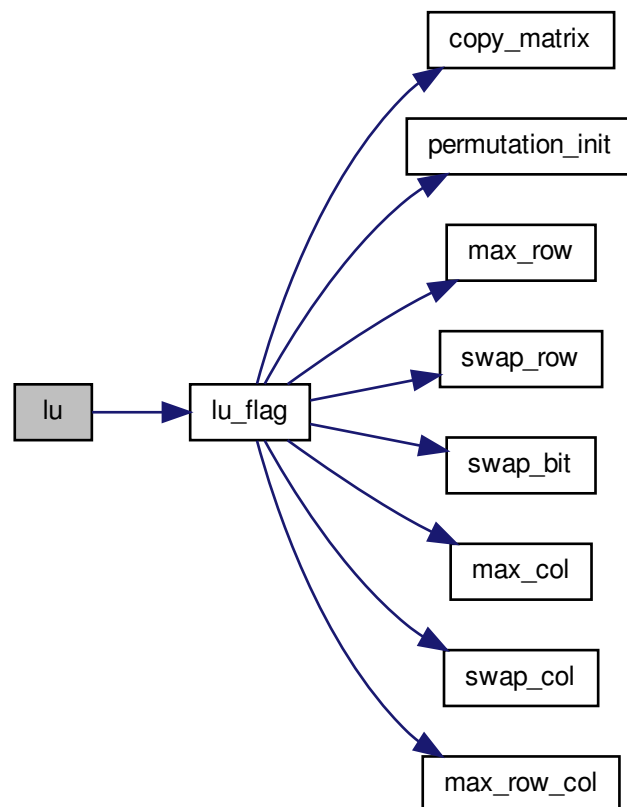 copy_matrix
permutation_init
max_row
swap_row
lu
lu_flag
swap_bit
max_col
swap_col
max_row_col